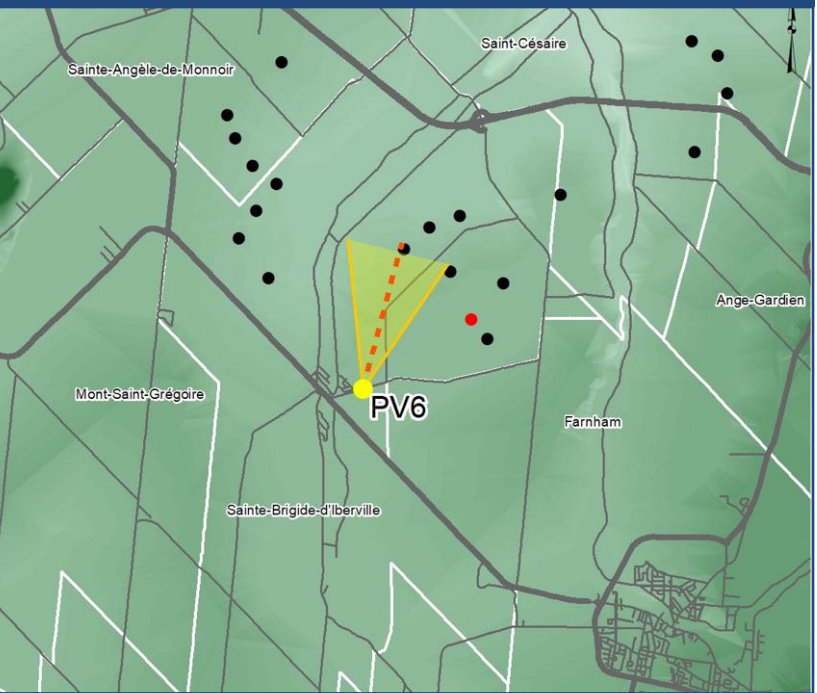 Saint-Césaire
Sainte-Angèle-de-Monnoir
Ange-Gardien
Mont-Saint-Grégoire
PV6
Farnham
Sainte-Brigide-d'Iberville